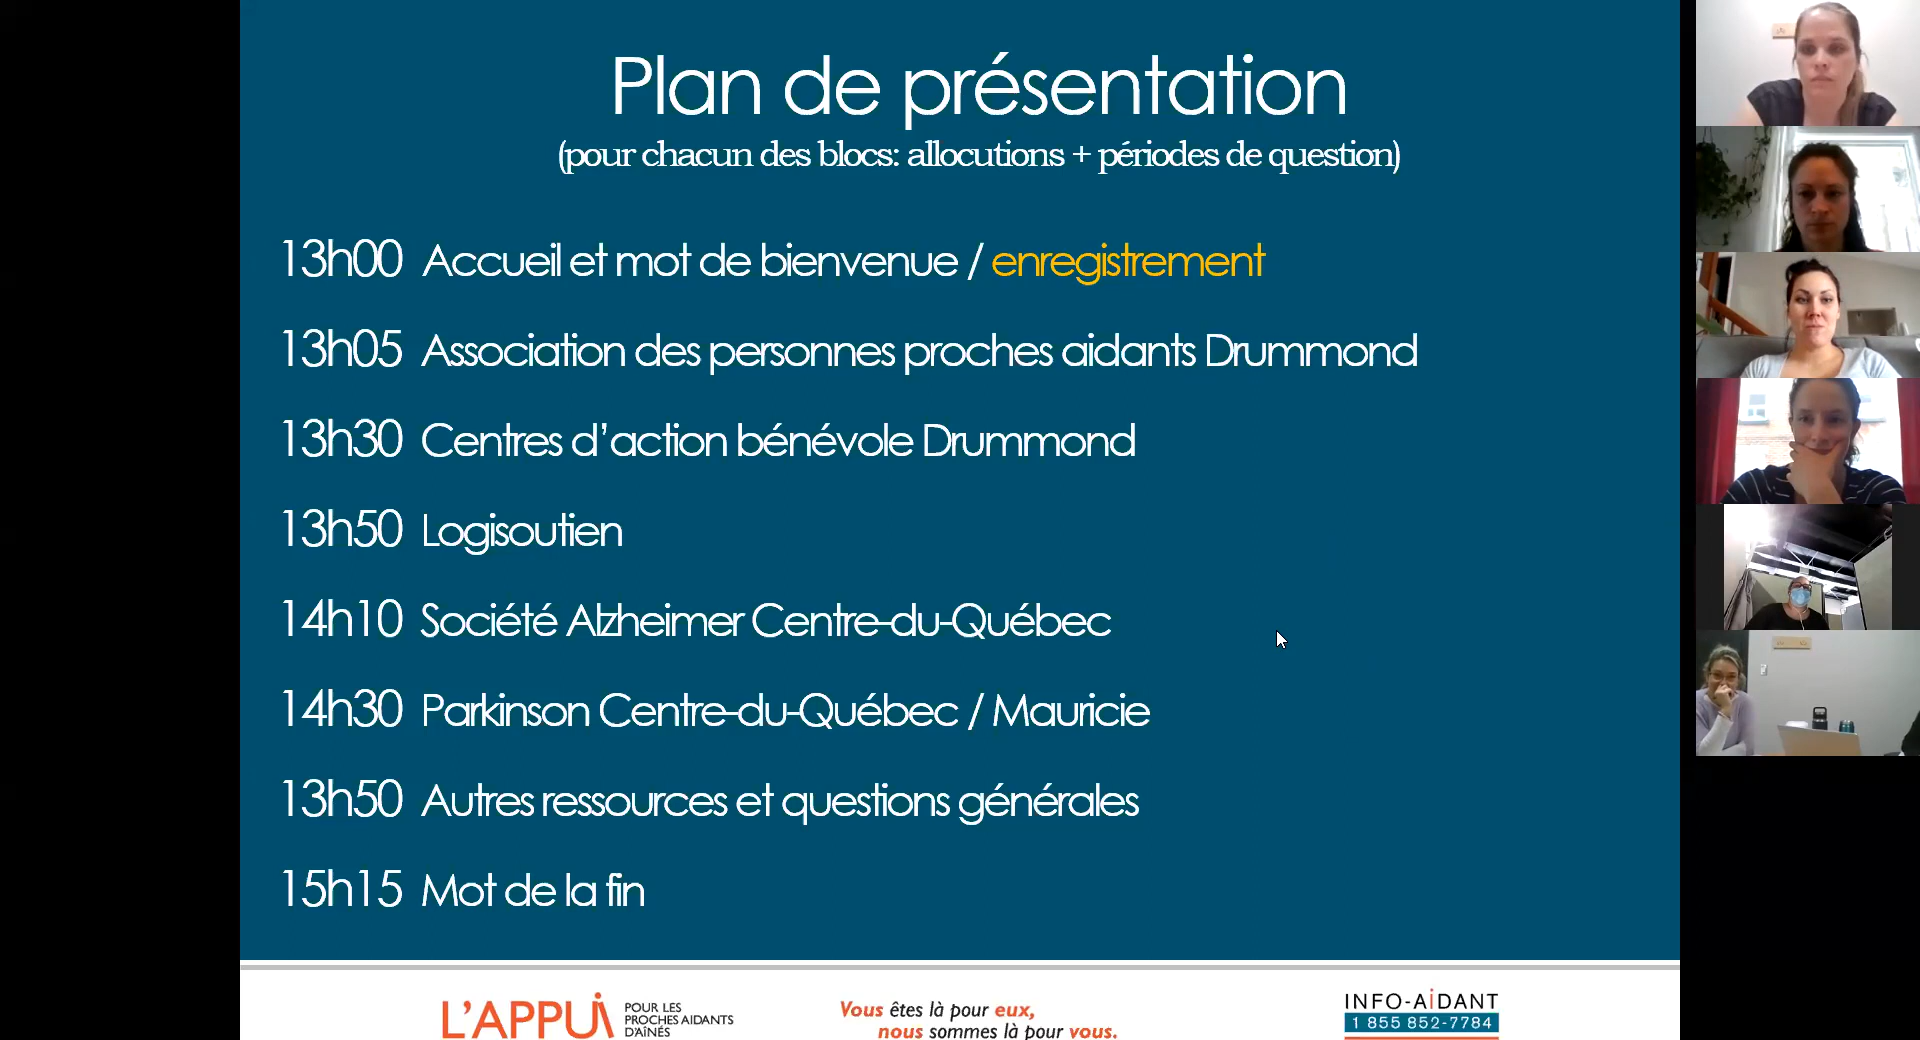 Plan de présentation
(pour chacun des blocs: allocutions + périodes de question)
13h00 Accueil et mot de bienvenue / enregistrement
13h05 Association des personnes proches aidants Drummond
13h30 Centres d’action bénévole Drummond
13h50 Logisoutien
14h10 Société Alzheimer Centre-du-Québec
14h30 Parkinson Centre-du-Québec / Mauricie
13h50 Autres ressources et questions générales
15h15 Mot de la fin
L’APPUI
POUR LES
PROCHES AIDANTS
D’AÎNÉS
Vous êtes là pour eux,
nous sommes là pour vous.
INFO-AIDANT
1 855 852-7784